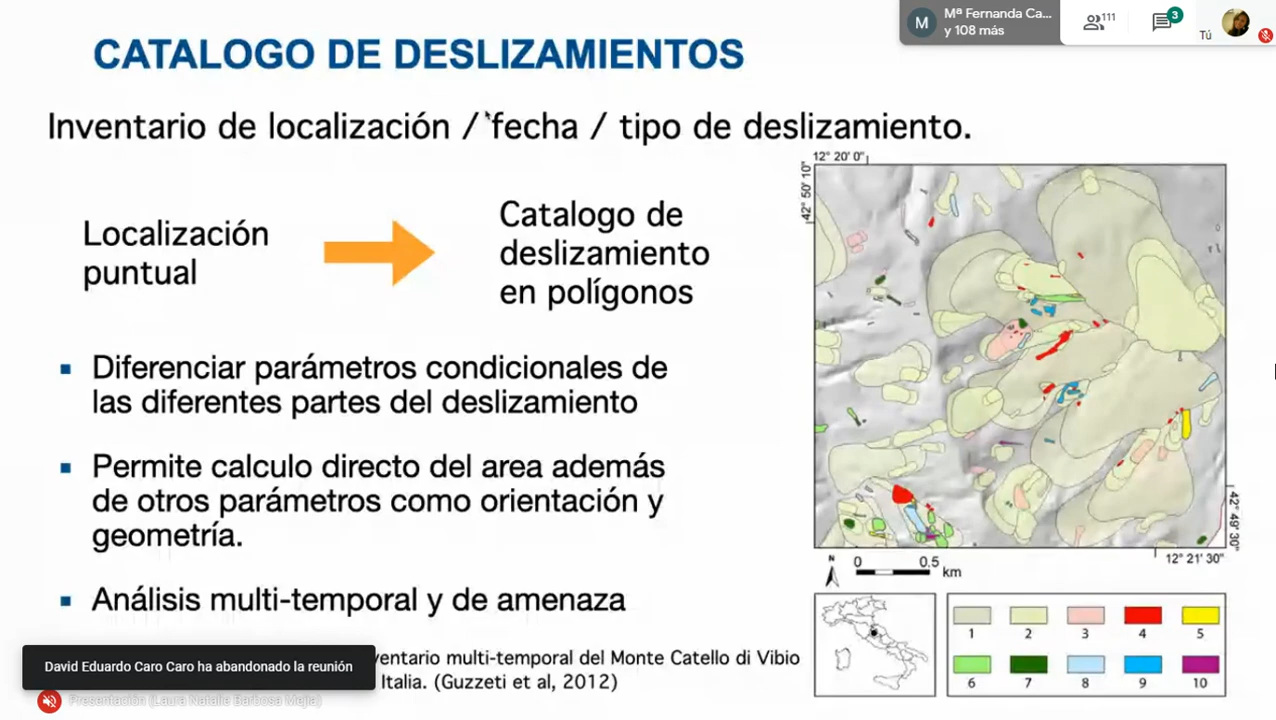 Mª Fernanda Ca...
y 108 más
M
111
3
Tú
CATALOGO DE DESLIZAMIENTOS
Inventario de localización / fecha / tipo de deslizamiento.
Localización
puntual
Catalogo de
deslizamiento
en polígonos
Diferenciar parámetros condicionales de
las diferentes partes del deslizamiento
Permite calculo directo del area además
de otros parámetros como orientación y
geometría.
Análisis multi-temporal y de amenaza
12° 20' 0"
42° 50' 10"
42° 49' 30"
12° 21' 30"
N
0 0.5
km
1 2 3 4 5
6 7 8 9 10
ventario multi-temporal del Monte Catello di Vibio
Italia. (Guzzeti et al, 2012)
David Eduardo Caro Caro ha abandonado la reunión
Presentación (Laura Natalie Barbosa Mejia)